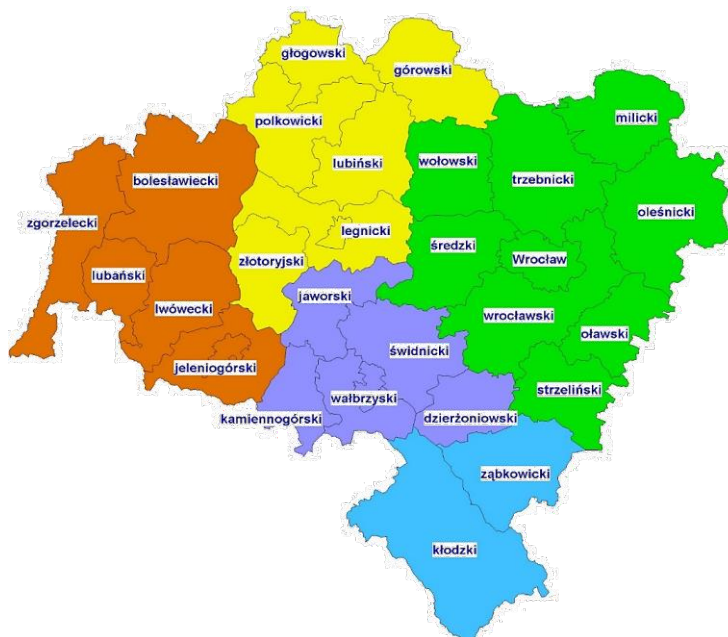 głogowski
górowski
polkowicki
milicki
bolesławiecki
lubiński
wołowski
trzebnicki
zgorzelecki
oleśnicki
legnicki
średzki
złotoryjski
Wrocław
lubański
jaworski
lwówecki
wrocławski
oławski
świdnicki
jeleniogórski
strzeliński
wałbrzyski
kamiennogórski
dzierżoniowski
ząbkowicki
kłodzki